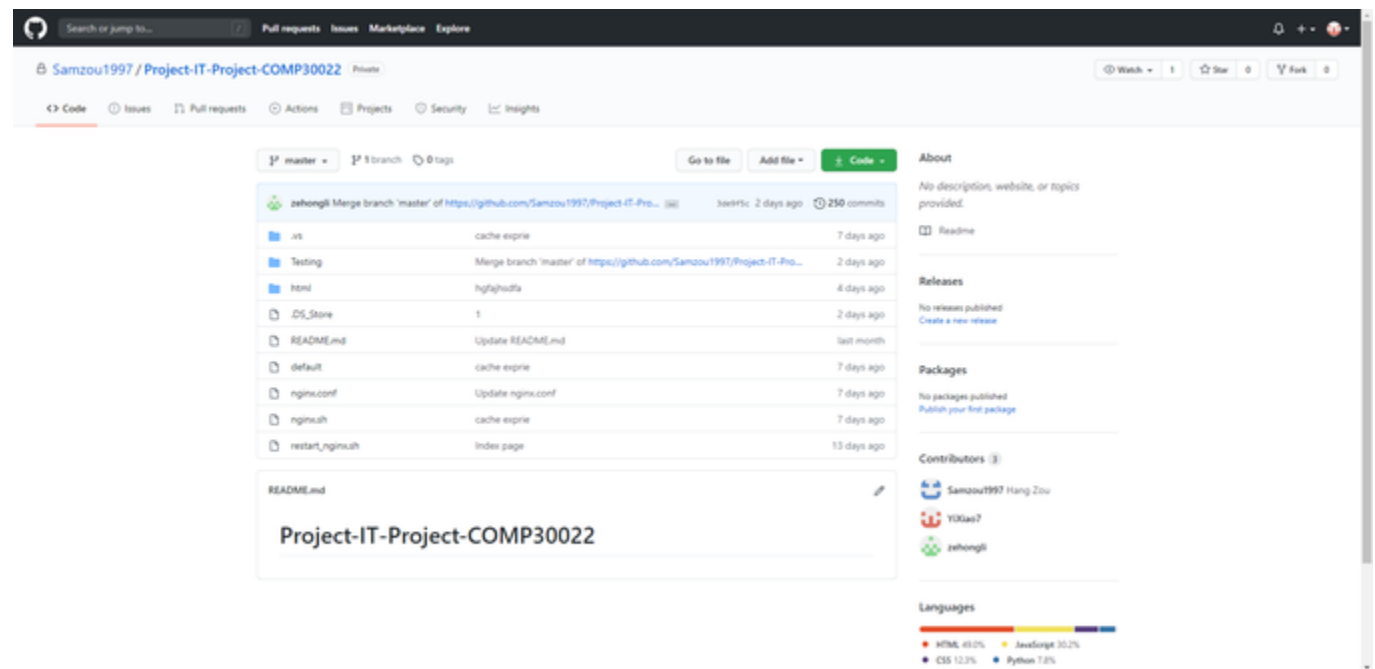 Search or jump to... / Pull requests Issues Marketplace Explore
Samzou1997 / Project-IT-Project-COMP30022 Private Watch 1 Star 0 Fork 0
<> Code Issues Pull requests Actions Projects Security Insights
master 1 branch 0 tags Go to file Add file Code
zehongli Merge branch 'master' of https://github.com/Samzou1997/Project-IT-Pro... 2 days ago 250 commits
.vs cache exprie 7 days ago
Testing Merge branch 'master' of https://github.com/Samzou1997/Project-IT-Pro... 2 days ago
html hgfajhsdfa 4 days ago
.DS_Store 1 2 days ago
README.md Update README.md last month
default cache exprie 7 days ago
nginx.conf Update nginx.conf 7 days ago
nginx.sh cache exprie 7 days ago
restart_nginx.sh Index page 13 days ago
README.md
Project-IT-Project-COMP30022
About
No description, website, or topics
provided.
Readme
Releases
No releases published
Create a new release
Packages
No packages published
Publish your first package
Contributors 3
Samzou1997 Hang Zou
YiXiao7
zehongli
Languages
HTML 49.0% JavaScript 30.2%
CSS 12.3% Python 7.8%